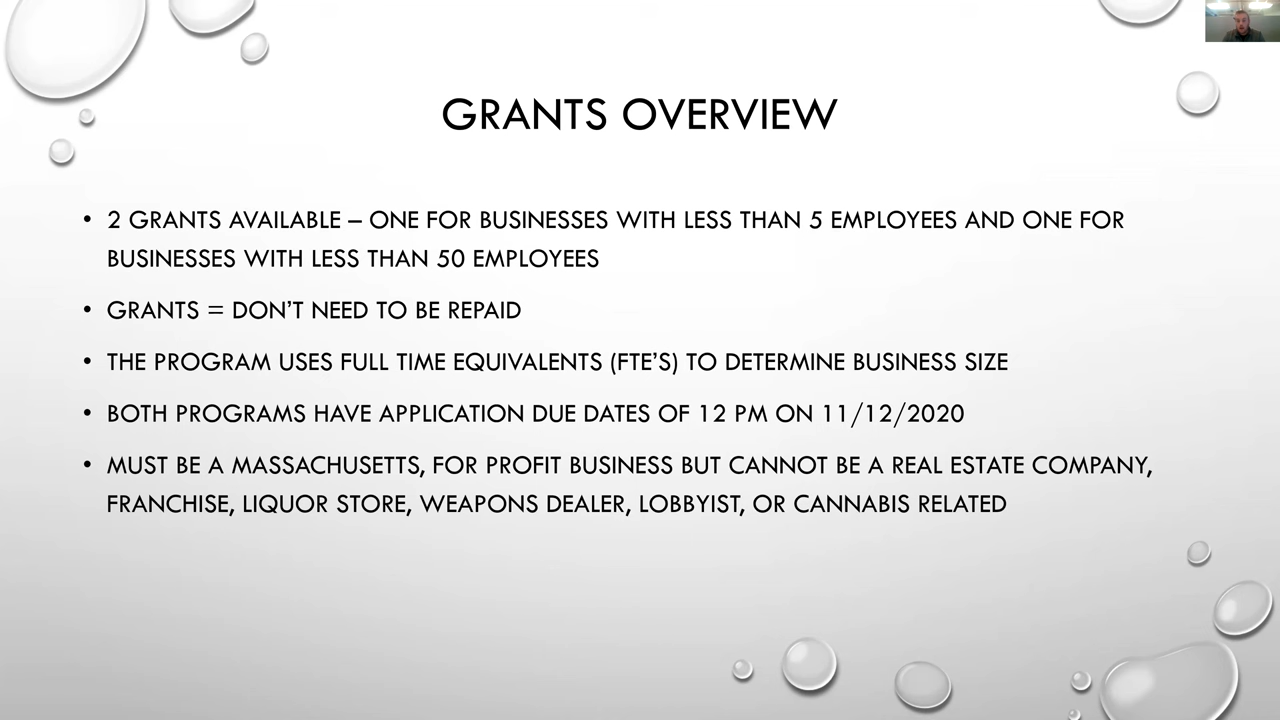 GRANTS OVERVIEW
• 2 GRANTS AVAILABLE – ONE FOR BUSINESSES WITH LESS THAN 5 EMPLOYEES AND ONE FOR
BUSINESSES WITH LESS THAN 50 EMPLOYEES
• GRANTS = DON'T NEED TO BE REPAID
• THE PROGRAM USES FULL TIME EQUIVALENTS (FTE'S) TO DETERMINE BUSINESS SIZE
• BOTH PROGRAMS HAVE APPLICATION DUE DATES OF 12 PM ON 11/12/2020
• MUST BE A MASSACHUSETTS, FOR PROFIT BUSINESS BUT CANNOT BE A REAL ESTATE COMPANY,
FRANCHISE, LIQUOR STORE, WEAPONS DEALER, LOBBYIST, OR CANNABIS RELATED